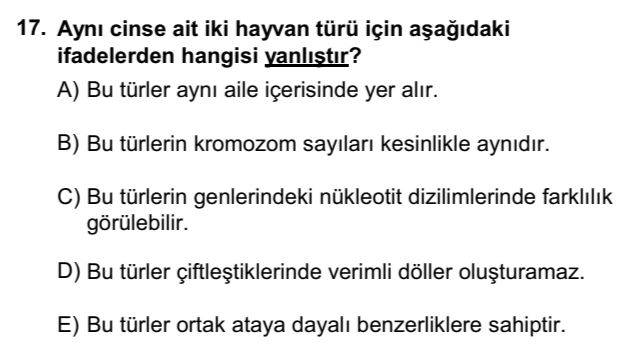 17. Aynı cinse ait iki hayvan türü için aşağıdaki
ifadelerden hangisi yanlıştır?
A) Bu türler aynı aile içerisinde yer alır.
B) Bu türlerin kromozom sayıları kesinlikle aynıdır.
C) Bu türlerin genlerindeki nükleotit dizilimlerinde farklılık
görülebilir.
D) Bu türler çiftleştiklerinde verimli döller oluşturamaz.
E) Bu türler ortak ataya dayalı benzerliklere sahiptir.